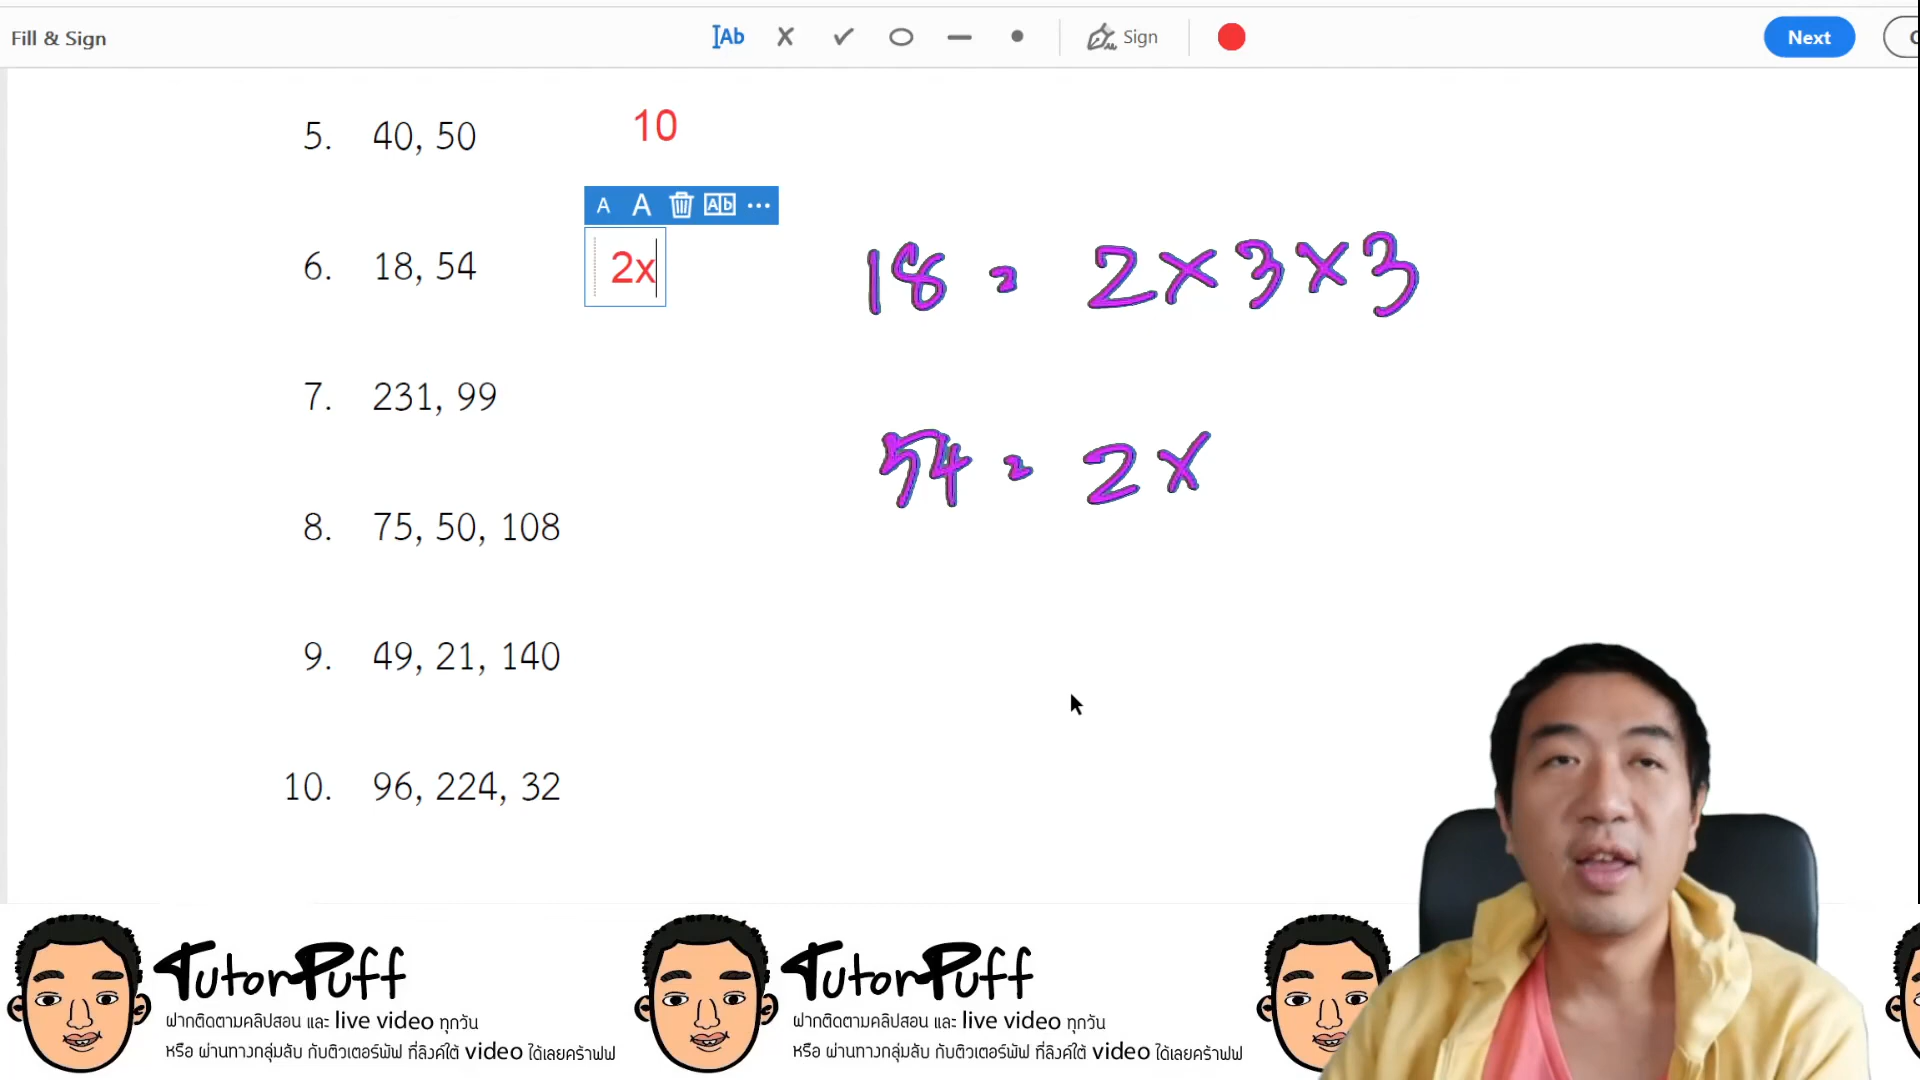 Fill & Sign
Ab
Sign
Next
5. 40, 50 10
A A Ab ...
6. 18, 54 2x
18 = 2 x 3 x 3
7. 231, 99
54 = 2 x
8. 75, 50, 108
9. 49, 21, 140
10. 96, 224, 32
TutorPuff
ฝากติดตามคลิปสอน และ live video ทุกวัน
หรือ ผ่านทางกลุ่มลับ กับติวเตอร์พัฟ ที่ลิงค์ใต้ video ได้เลยคร้าฟฟ
TutorPuff
ฝากติดตามคลิปสอน และ live video ทุกวัน
หรือ ผ่านทางกลุ่มลับ กับติวเตอร์พัฟ ที่ลิงค์ใต้ video ได้เลยคร้าฟฟ